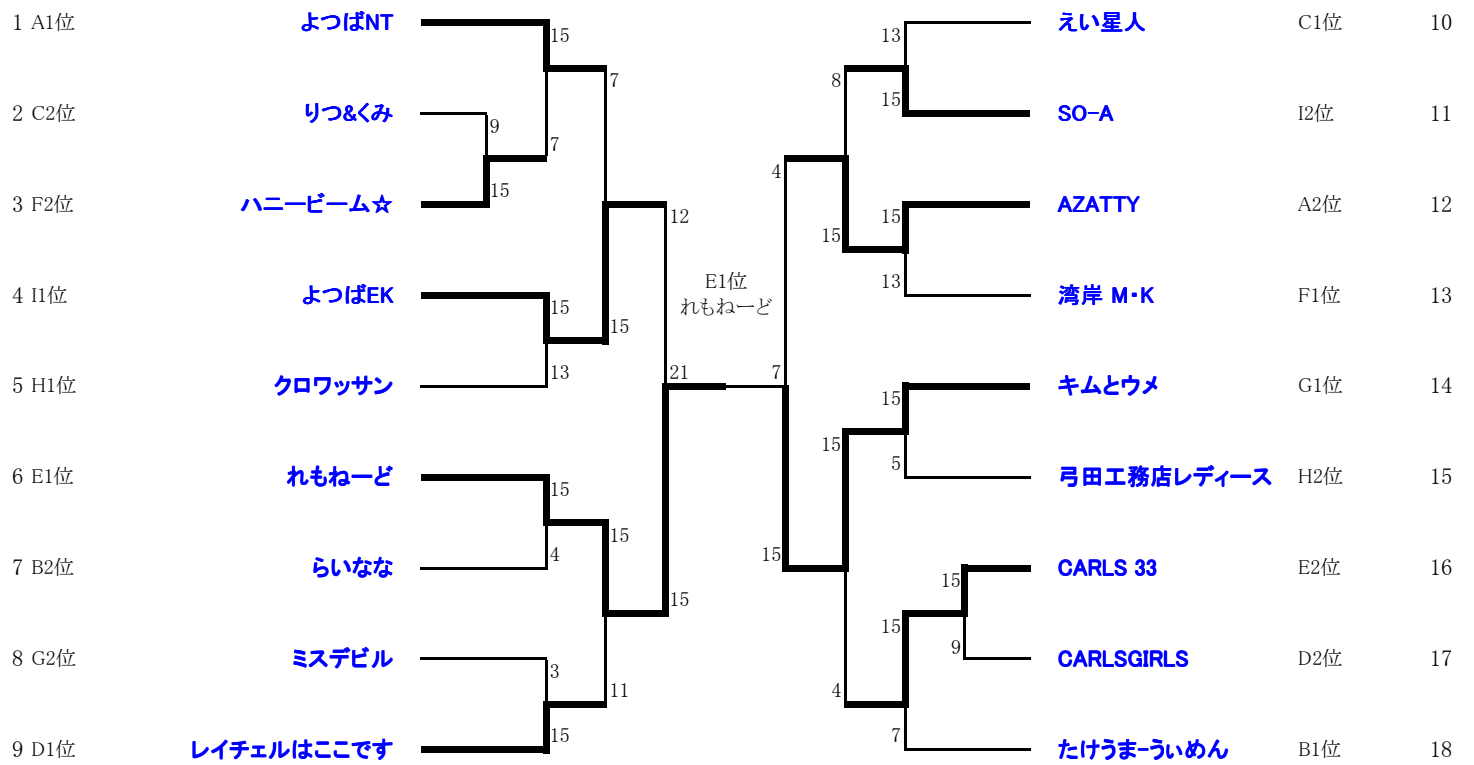 1 A1位 よつばNT 15 13 えい星人 C1位 10
7 8
2 C2位 りつ&くみ 9 7 15 SO-A I2位 11
4
3 F2位 ハニービーム☆ 15 12 15 15 AZATTY A2位 12
E1位
れもねーど
4 I1位 よつばEK 15 15 13 湾岸 M・K F1位 13
5 H1位 クロワッサン 13 21 7 15 キムとウメ G1位 14
15
6 E1位 れもねーど 15 15 5 弓田工務店レディース H2位 15
7 B2位 らいなな 4 15 15 15 CARLS 33 E2位 16
15
8 G2位 ミスデビル 3 11 4 9 CARLSGIRLS D2位 17
9 D1位 レイチェルはここです 15 7 たけうま-うぃめん B1位 18